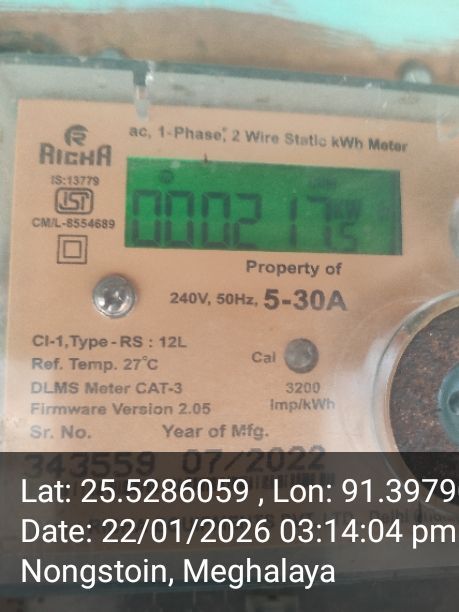 ac, 1-Phase, 2 Wire Static kWh Meter
RICHA
IS:13779
ISI
CM/L-8554689
000217.5
kW h
Property of
240V, 50Hz, 5-30A
Cl-1, Type - RS : 12L
Ref. Temp. 27°C
Cal
DLMS Meter CAT-3
3200
Firmware Version 2.05
Imp/kWh
Sr. No. Year of Mfg.
343559 07/2022
Lat: 25.5286059 , Lon: 91.3979
Date: 22/01/2026 03:14:04 pm
Nongstoin, Meghalaya